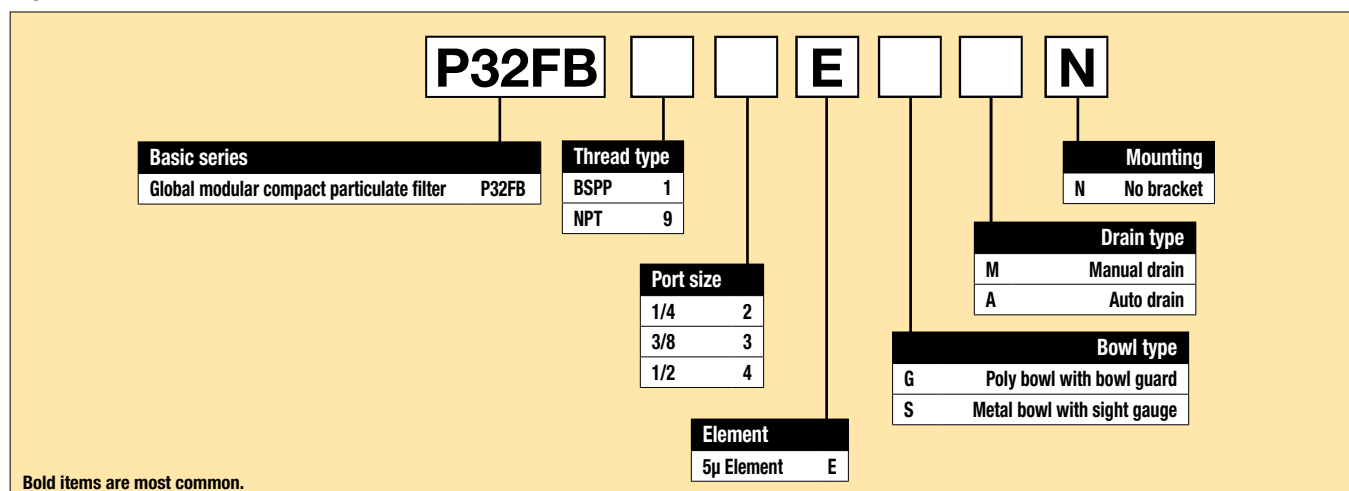 P32FB E N
Basic series
Global modular compact particulate filter P32FB
Thread type
BSPP 1
NPT 9
Mounting
N No bracket
Drain type
M Manual drain
A Auto drain
Port size
1/4 2
3/8 3
1/2 4
Bowl type
G Poly bowl with bowl guard
S Metal bowl with sight gauge
Element
5µ Element E
Bold items are most common.